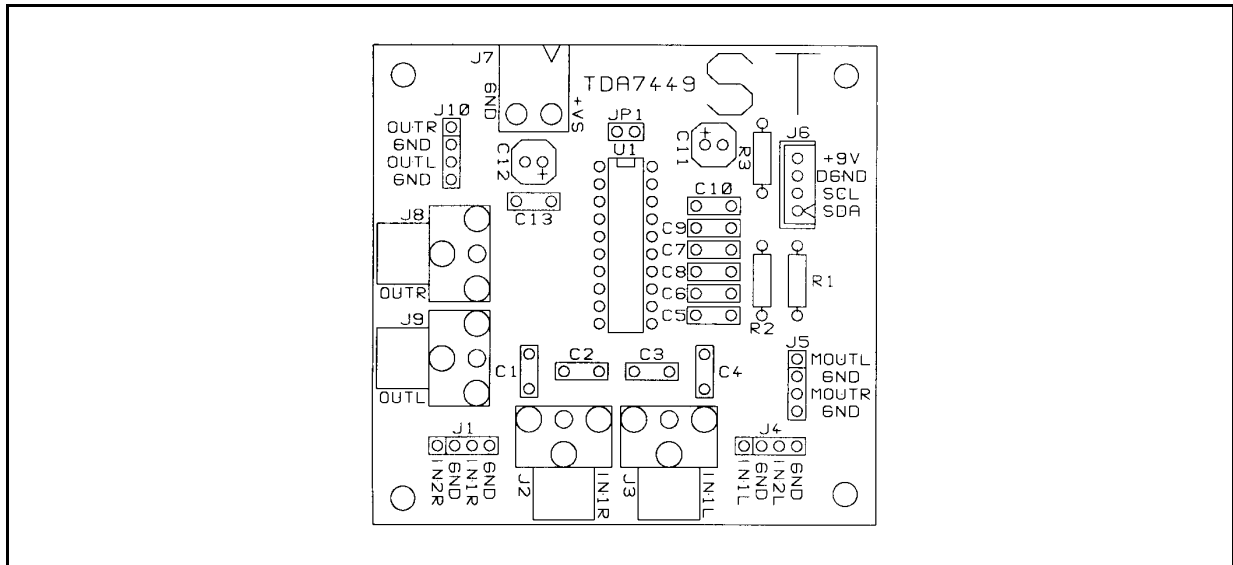 J7
TDA7449
ST
GND
+VS
J10
OUTR
GND
OUTL
GND
JP1
U1
C12
C13
C11
R3
J6
+9V
DGND
SCL
SDA
C10
C9
C7
C8
C6
C5
J8
OUTR
J9
OUTL
R2
R1
J5
MOUTL
GND
MOUTR
GND
C1
C2
C3
C4
J1
IN2R
GND
IN1R
GND
J2
IN1R
J3
IN1L
J4
IN1L
GND
IN2L
GND